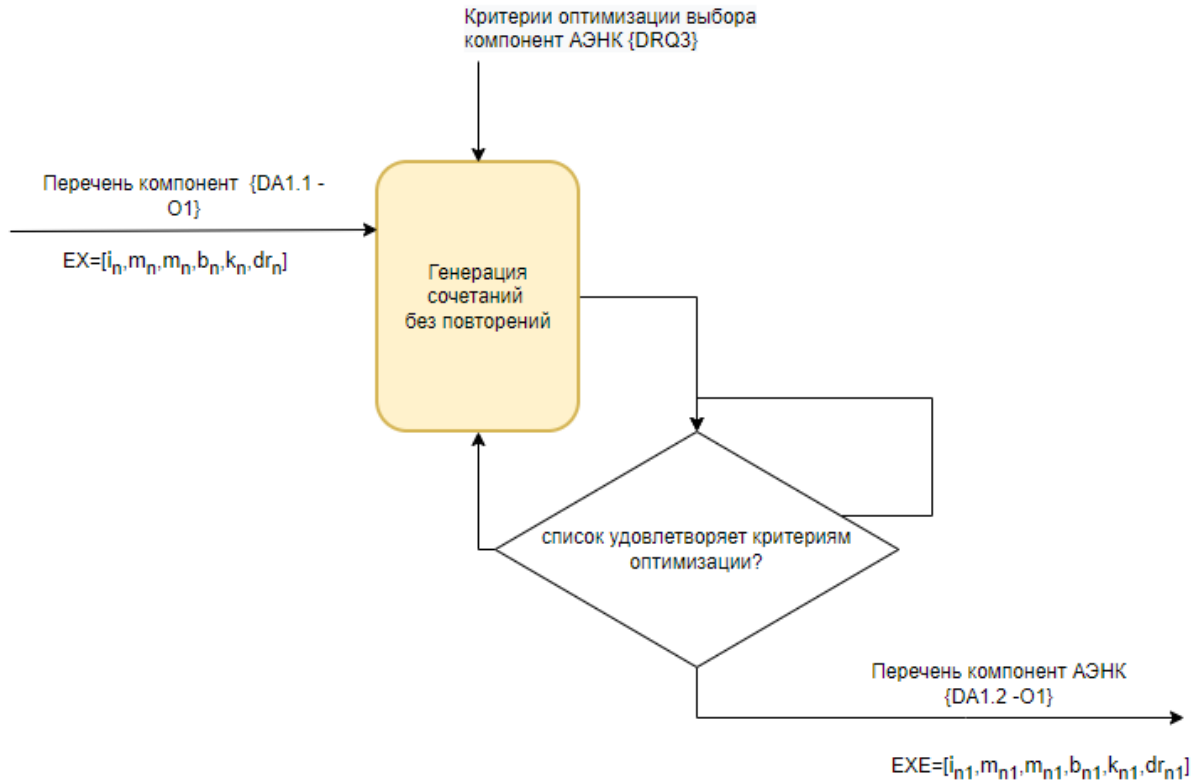 Критерии оптимизации выбора
компонент АЭНК {DRQ3}
Перечень компонент {DA1.1 -
O1}
EX=[iₙ,mₙ,mₙ,bₙ,kₙ,drₙ]
Генерация
сочетаний
без повторений
список удовлетворяет критериям
оптимизации?
Перечень компонент АЭНК
{DA1.2 -O1}
EXE=[iₙ₁,mₙ₁,mₙ₁,bₙ₁,kₙ₁,drₙ₁]